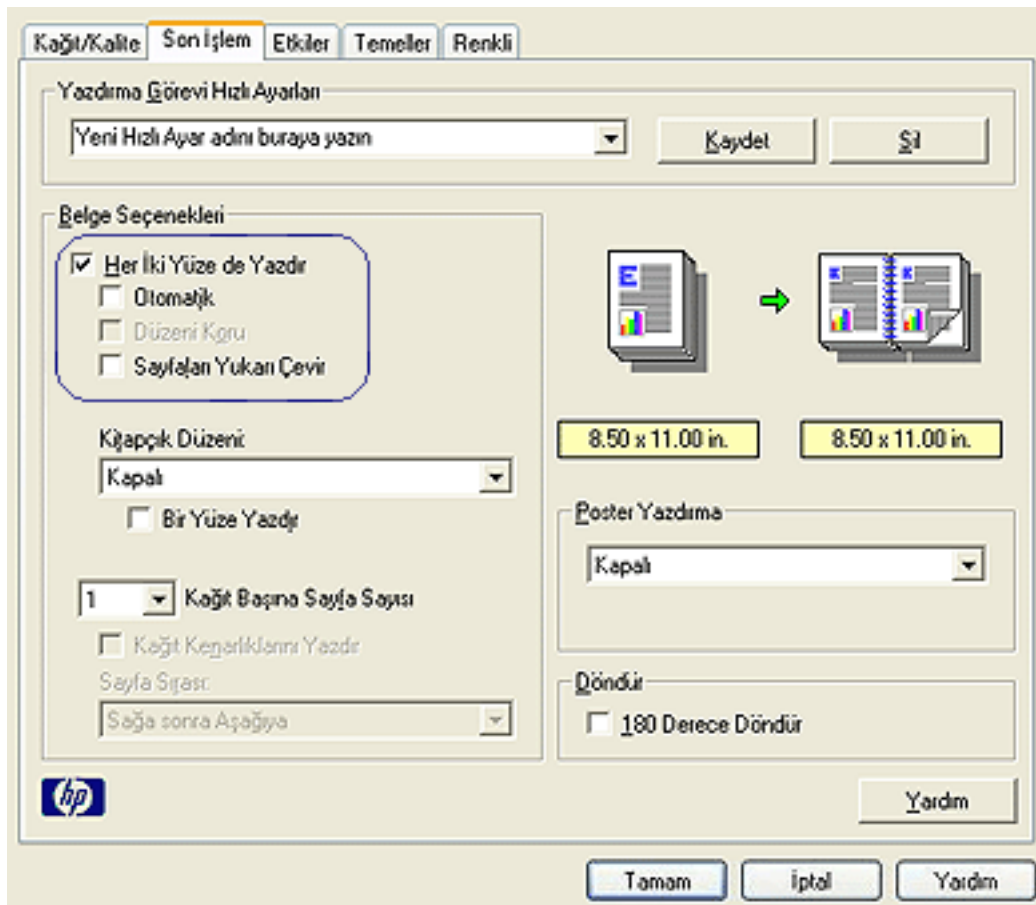 Kağıt/Kalite
Son İşlem
Etkiler
Temeller
Renkli
Yazdırma Görevi Hızlı Ayarları
Yeni Hızlı Ayar adını buraya yazın
Kaydet
Sil
Belge Seçenekleri
Her İki Yüze de Yazdır
Otomatik
Düzeni Koru
Sayfaları Yukarı Çevir
Kitapçık Düzeni:
Kapalı
Bir Yüze Yazdır
1
Kağıt Başına Sayfa Sayısı
Kağıt Kenarlıklarını Yazdır
Sayfa Sırası:
Sağa sonra Aşağıya
E
8.50 x 11.00 in.
8.50 x 11.00 in.
Poster Yazdırma
Kapalı
Döndür
180 Derece Döndür
hp
Yardım
Tamam
İptal
Yardım